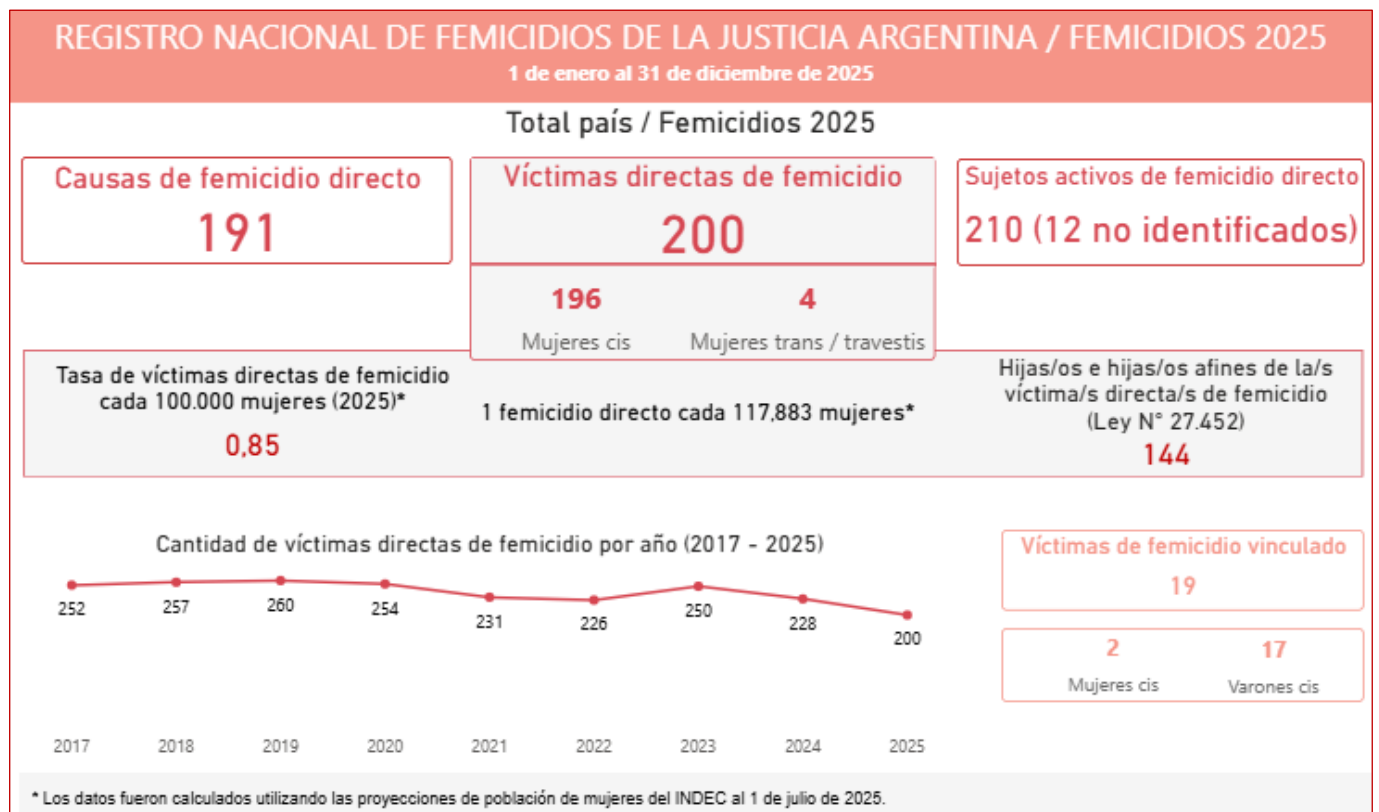 REGISTRO NACIONAL DE FEMICIDIOS DE LA JUSTICIA ARGENTINA / FEMICIDIOS 2025
1 de enero al 31 de diciembre de 2025
Total país / Femicidios 2025
Causas de femicidio directo
191
Víctimas directas de femicidio
200
196
Mujeres cis
4
Mujeres trans / travestis
Sujetos activos de femicidio directo
210 (12 no identificados)
Tasa de víctimas directas de femicidio
cada 100.000 mujeres (2025)*
0,85
1 femicidio directo cada 117,883 mujeres*
Hijas/os e hijas/os afines de la/s
víctima/s directa/s de femicidio
(Ley N° 27.452)
144
Cantidad de víctimas directas de femicidio por año (2017 - 2025)
252 257 260 254 231 226 250 228 200
2017 2018 2019 2020 2021 2022 2023 2024 2025
Víctimas de femicidio vinculado
19
2
Mujeres cis
17
Varones cis
* Los datos fueron calculados utilizando las proyecciones de población de mujeres del INDEC al 1 de julio de 2025.